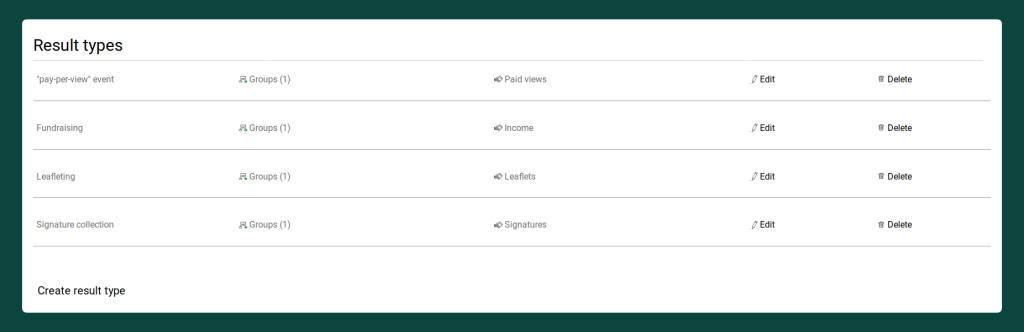 Result types
"pay-per-view" event Groups (1) Paid views Edit Delete
Fundraising Groups (1) Income Edit Delete
Leafleting Groups (1) Leaflets Edit Delete
Signature collection Groups (1) Signatures Edit Delete
Create result type